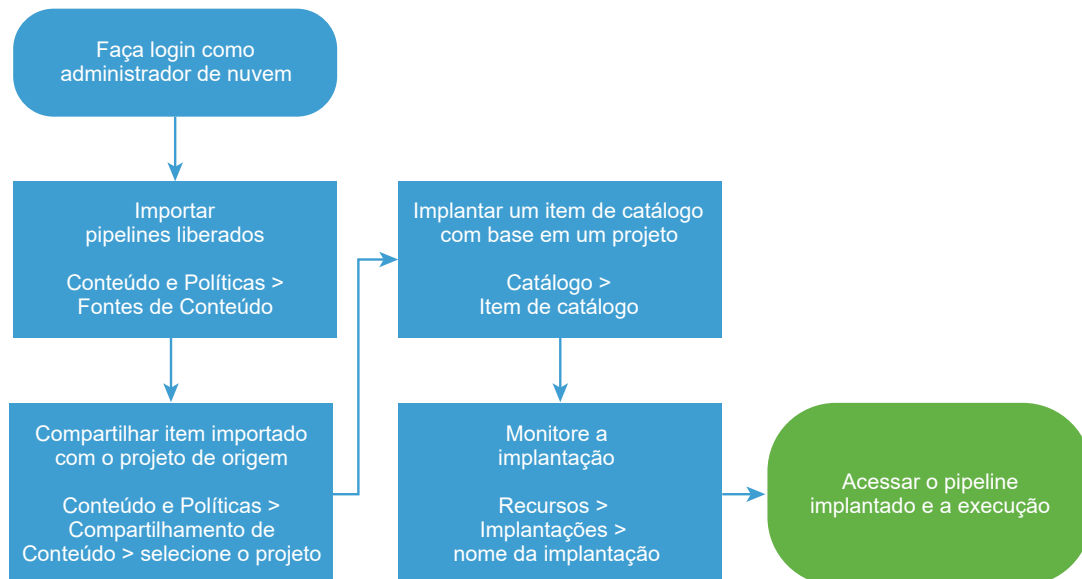 Faça login como
administrador de nuvem
Importar
pipelines liberados
Conteúdo e Políticas >
Fontes de Conteúdo
Compartilhar item importado
com o projeto de origem
Conteúdo e Políticas >
Compartilhamento de
Conteúdo > selecione o projeto
Implantar um item de catálogo
com base em um projeto
Catálogo >
Item de catálogo
Monitore a
implantação
Recursos >
Implantações >
nome da implantação
Acessar o pipeline
implantado e a execução